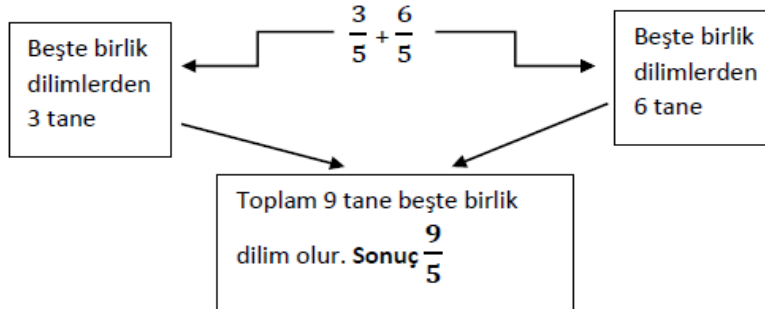 3/5 + 6/5
Beşte birlik
dilimlerden
3 tane
Beşte birlik
dilimlerden
6 tane
Toplam 9 tane beşte birlik
dilim olur. Sonuç 9/5